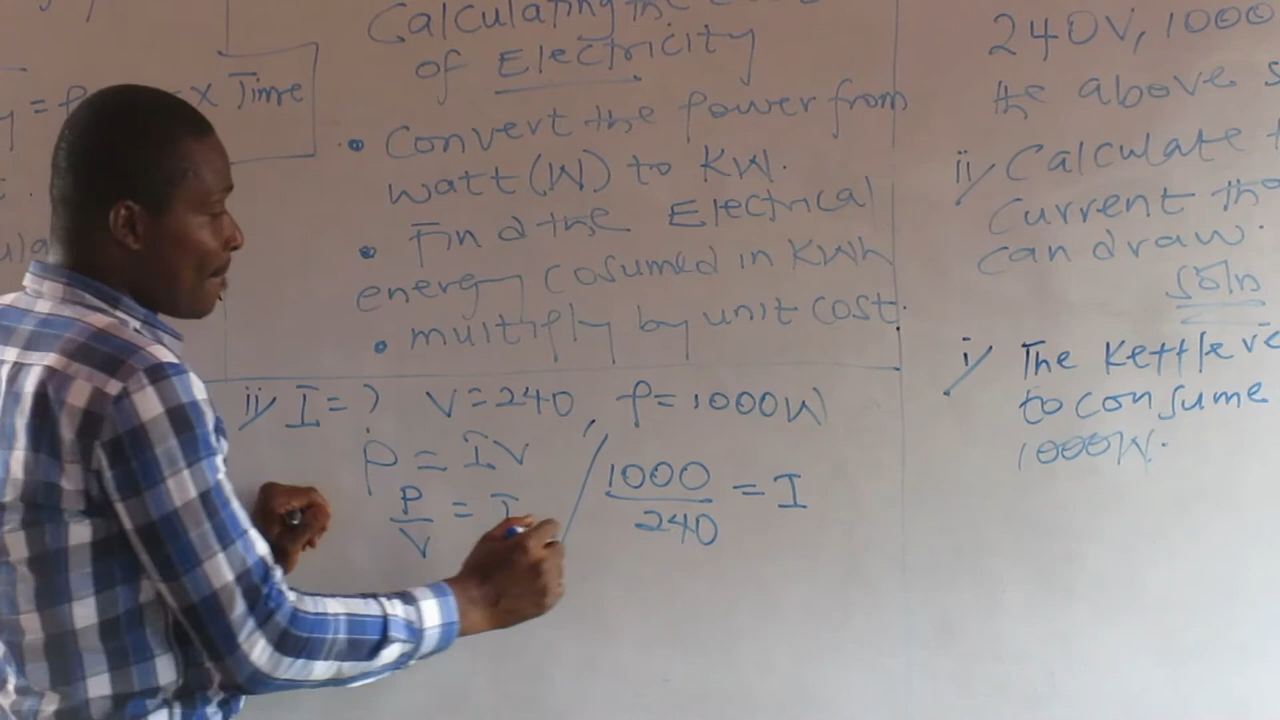 = P x Time
Calculating the
of Electricity
• Convert the power from
watt (W) to KW.
• Find the Electrical
energy cosumed in KWh
• multiply by unit cost.
ii/ I = ? V = 240, P = 1000W
P = IV
P/V = I
1000/240 = I
240V, 1000
the above
ii/ Calculate
Current
can draw.
soln
i/ The Kettle
to consume
1000W.